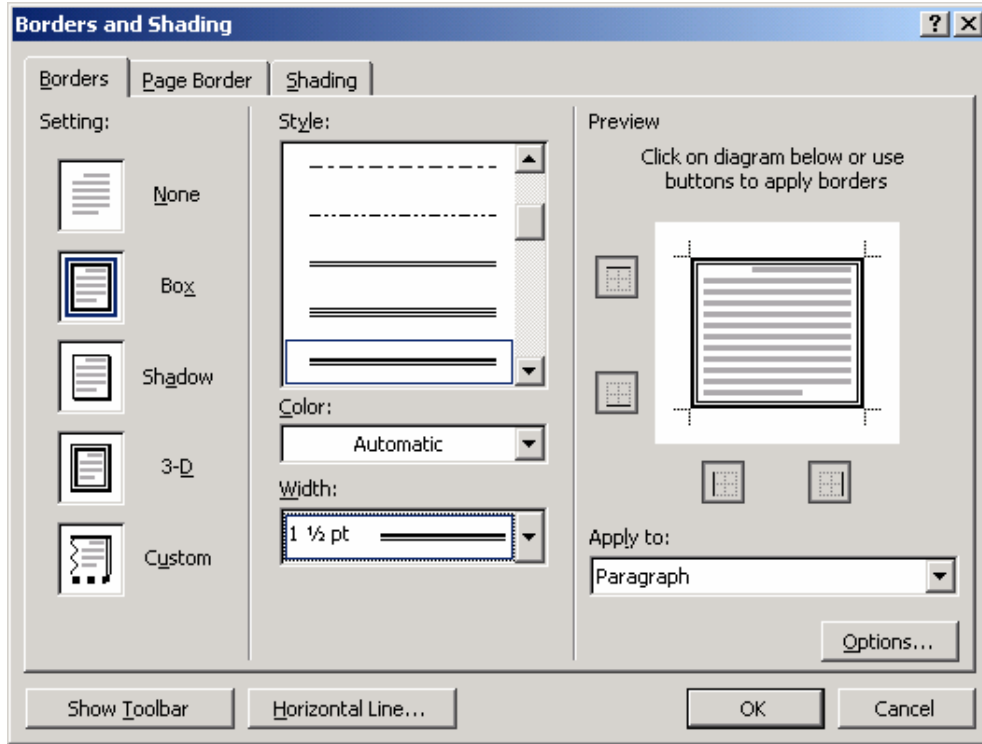 Borders and Shading
Borders
Page Border
Shading
Setting:
None
Box
Shadow
3-D
Custom
Style:
Color:
Automatic
Width:
1 ½ pt
Preview
Click on diagram below or use
buttons to apply borders
Apply to:
Paragraph
Options...
Show Toolbar
Horizontal Line...
OK
Cancel